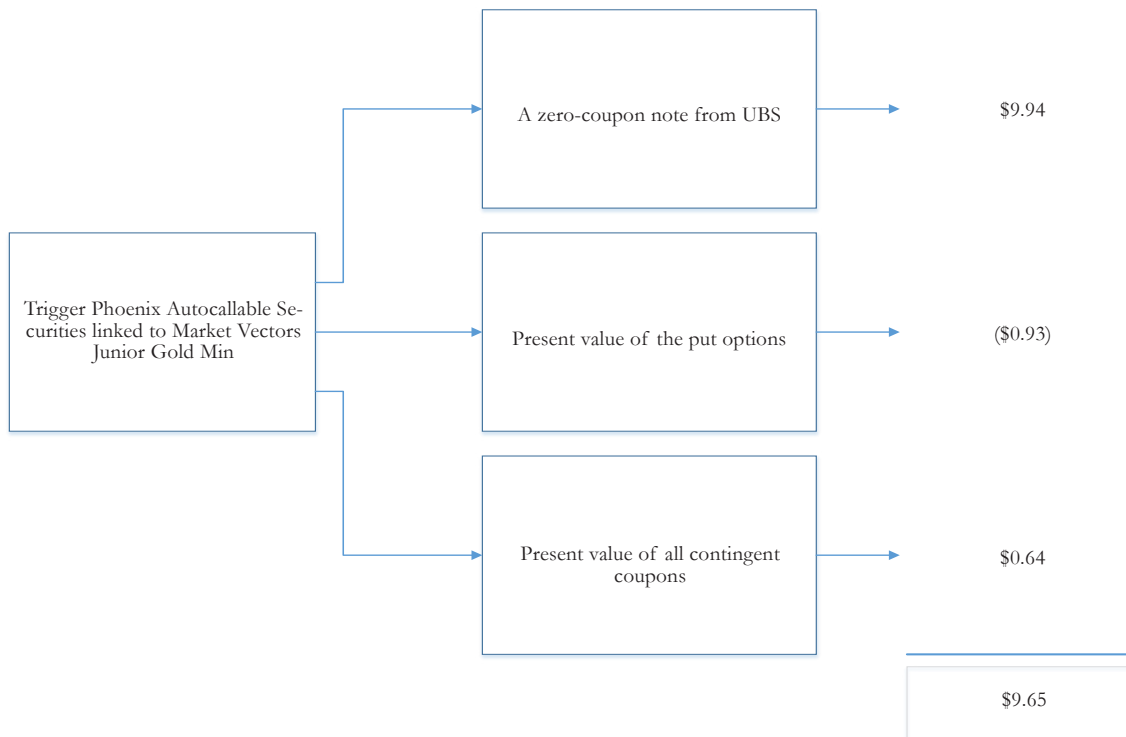 A zero-coupon note from UBS
$9.94
Trigger Phoenix Autocallable Se-
curities linked to Market Vectors
Junior Gold Min
Present value of the put options
($0.93)
Present value of all contingent
coupons
$0.64
$9.65